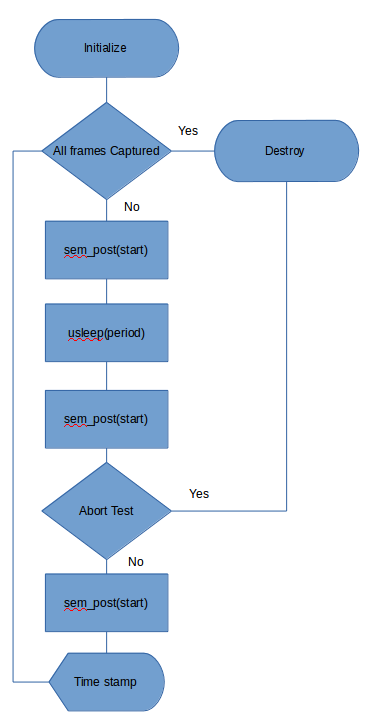 Initialize
All frames Captured
Yes
Destroy
No
sem_post(start)
usleep(period)
sem_post(start)
Yes
Abort Test
No
sem_post(start)
Time stamp